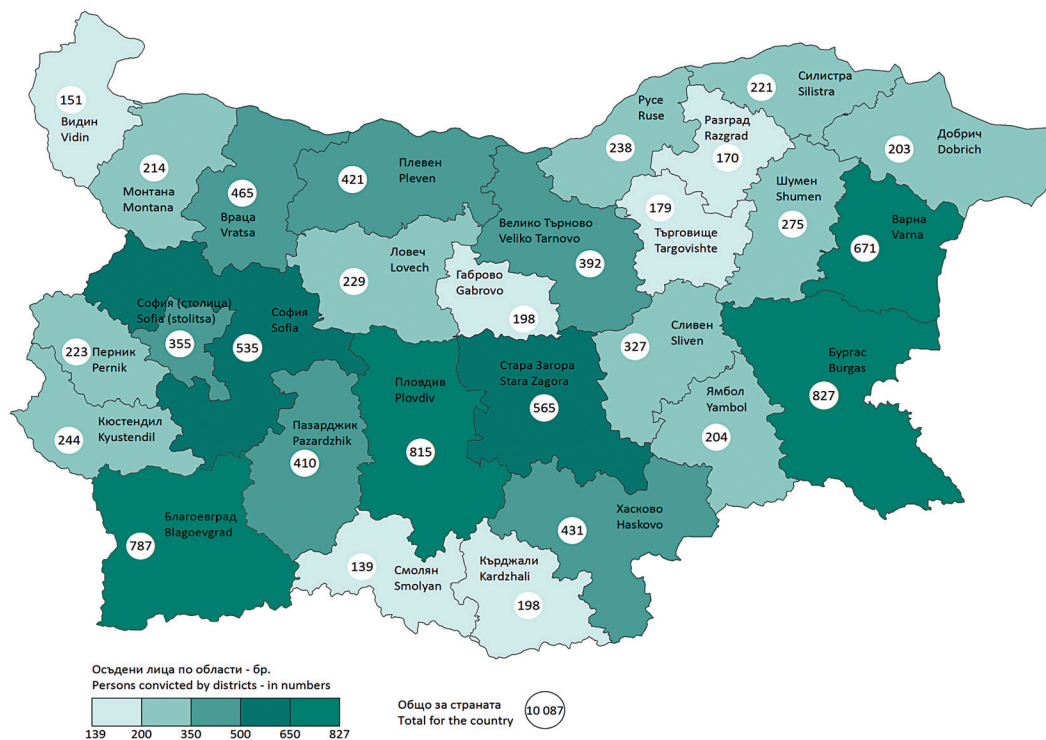 151
Видин
Vidin
214
Монтана
Montana
465
Враца
Vratsa
421
Плевен
Pleven
Русе
Ruse
238
221
Силистра
Silistra
Разград
Razgrad
170
203
Добрич
Dobrich
179
Търговище
Targovishte
Шумен
Shumen
275
Варна
Varna
671
Велико Търново
Veliko Tarnovo
392
Ловеч
Lovech
229
Габрово
Gabrovo
198
София (столица)
Sofia (stolitsa)
355
София
Sofia
535
223
Перник
Pernik
Кюстендил
Kyustendil
244
Пазарджик
Pazardzhik
410
Пловдив
Plovdiv
815
Стара Загора
Stara Zagora
565
327
Сливен
Sliven
Ямбол
Yambol
204
Бургас
Burgas
827
Благоевград
Blagoevgrad
787
139
Смолян
Smolyan
Кърджали
Kardzhali
198
Хасково
Haskovo
431
Осъдени лица по области - бр.
Persons convicted by districts - in numbers
139 200 350 500 650 827
Общо за страната
Total for the country
10 087